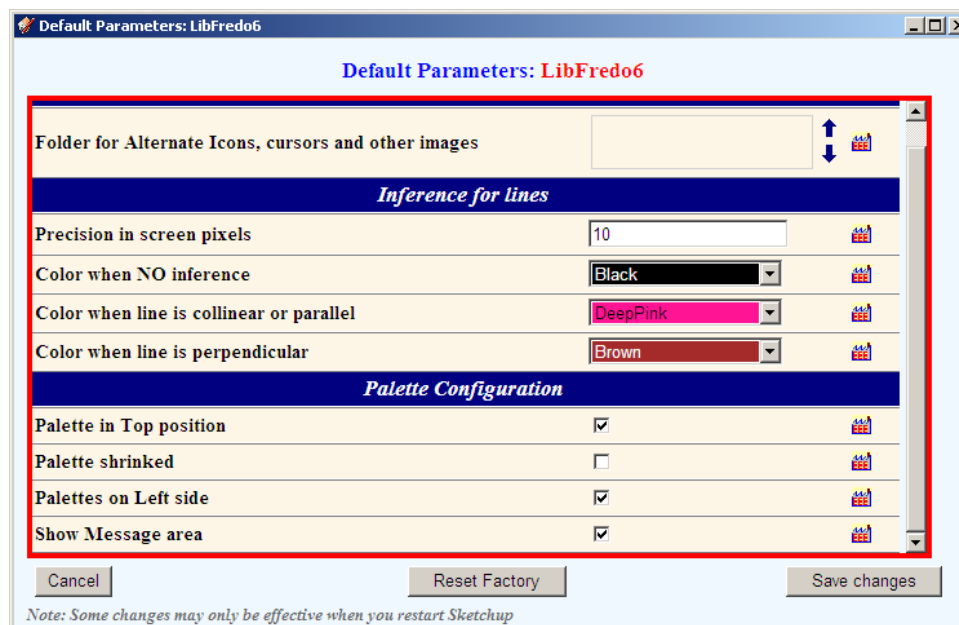 Default Parameters: LibFredo6
Default Parameters: LibFredo6
Folder for Alternate Icons, cursors and other images
Inference for lines
Precision in screen pixels 10
Color when NO inference Black
Color when line is collinear or parallel DeepPink
Color when line is perpendicular Brown
Palette Configuration
Palette in Top position
Palette shrinked
Palettes on Left side
Show Message area
Cancel Reset Factory Save changes
Note: Some changes may only be effective when you restart Sketchup